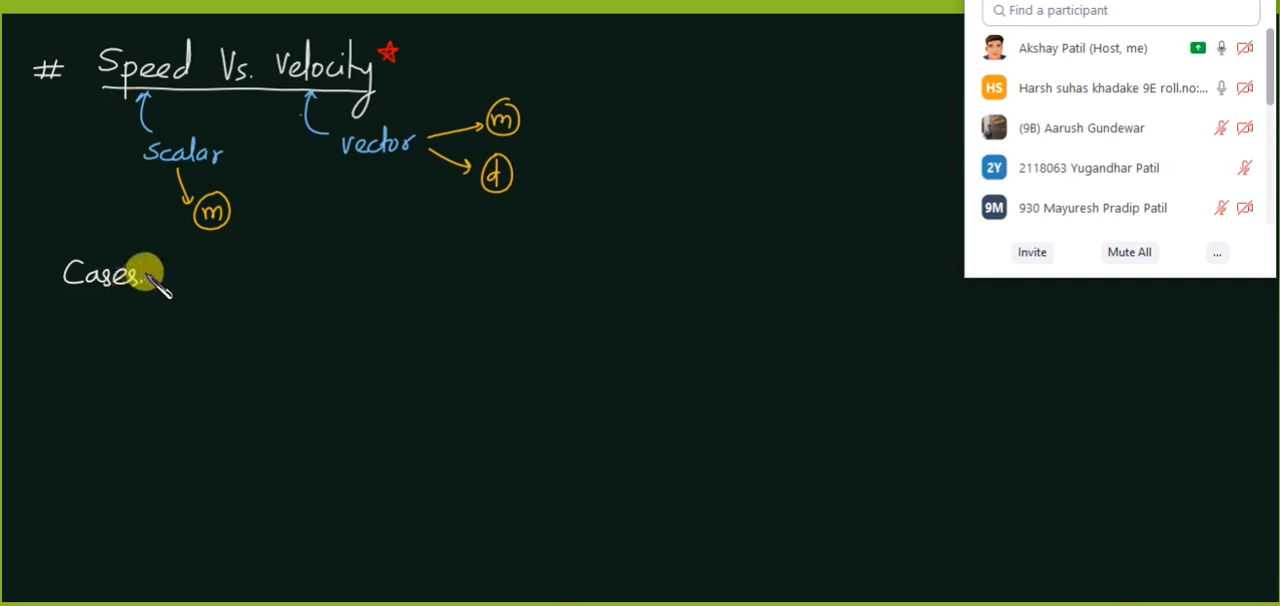 # Speed Vs. Velocity
scalar
vector
m
d
m
Cases.
Find a participant
Akshay Patil (Host, me)
HS Harsh suhas khadake 9E roll.no:...
(9B) Aarush Gundewar
2Y 2118063 Yugandhar Patil
9M 930 Mayuresh Pradip Patil
Invite Mute All ...